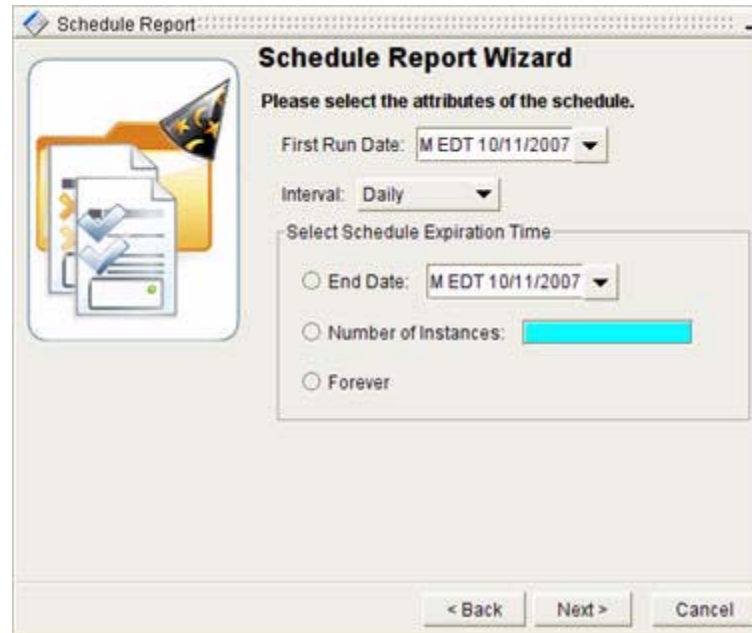 Schedule Report
Schedule Report Wizard
Please select the attributes of the schedule.
First Run Date: M EDT 10/11/2007
Interval: Daily
Select Schedule Expiration Time
End Date: M EDT 10/11/2007
Number of Instances:
Forever
< Back Next > Cancel